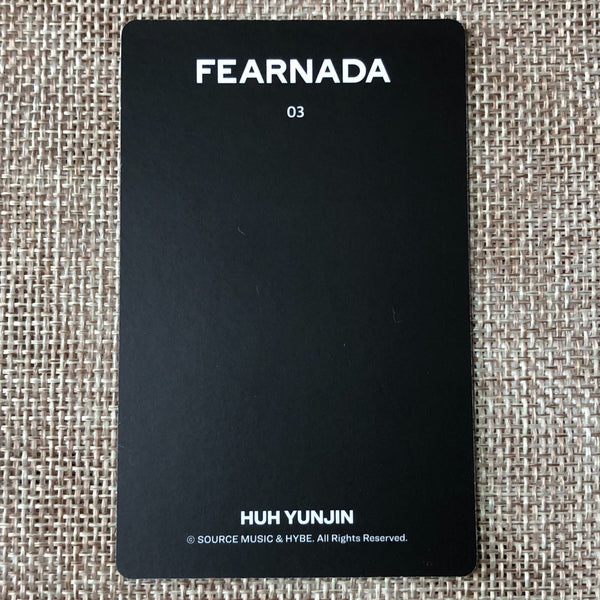 FEARNADA
03
HUH YUNJIN
© SOURCE MUSIC & HYBE. All Rights Reserved.